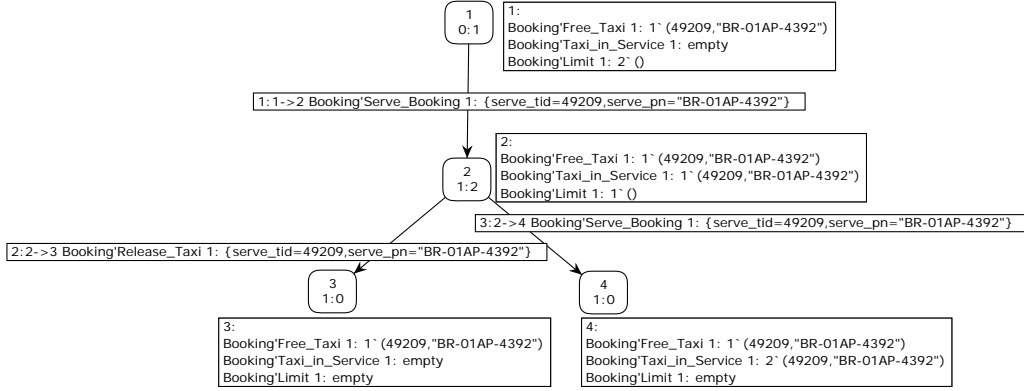 1
0:1
1:
Booking'Free_Taxi 1: 1`(49209,"BR-01AP-4392")
Booking'Taxi_in_Service 1: empty
Booking'Limit 1: 2`()
1:1->2 Booking'Serve_Booking 1: {serve_tid=49209,serve_pn="BR-01AP-4392"}
2
1:2
2:
Booking'Free_Taxi 1: 1`(49209,"BR-01AP-4392")
Booking'Taxi_in_Service 1: 1`(49209,"BR-01AP-4392")
Booking'Limit 1: 1`()
3:2->4 Booking'Serve_Booking 1: {serve_tid=49209,serve_pn="BR-01AP-4392"}
2:2->3 Booking'Release_Taxi 1: {serve_tid=49209,serve_pn="BR-01AP-4392"}
3
1:0
4
1:0
3:
Booking'Free_Taxi 1: 1`(49209,"BR-01AP-4392")
Booking'Taxi_in_Service 1: empty
Booking'Limit 1: empty
4:
Booking'Free_Taxi 1: 1`(49209,"BR-01AP-4392")
Booking'Taxi_in_Service 1: 2`(49209,"BR-01AP-4392")
Booking'Limit 1: empty